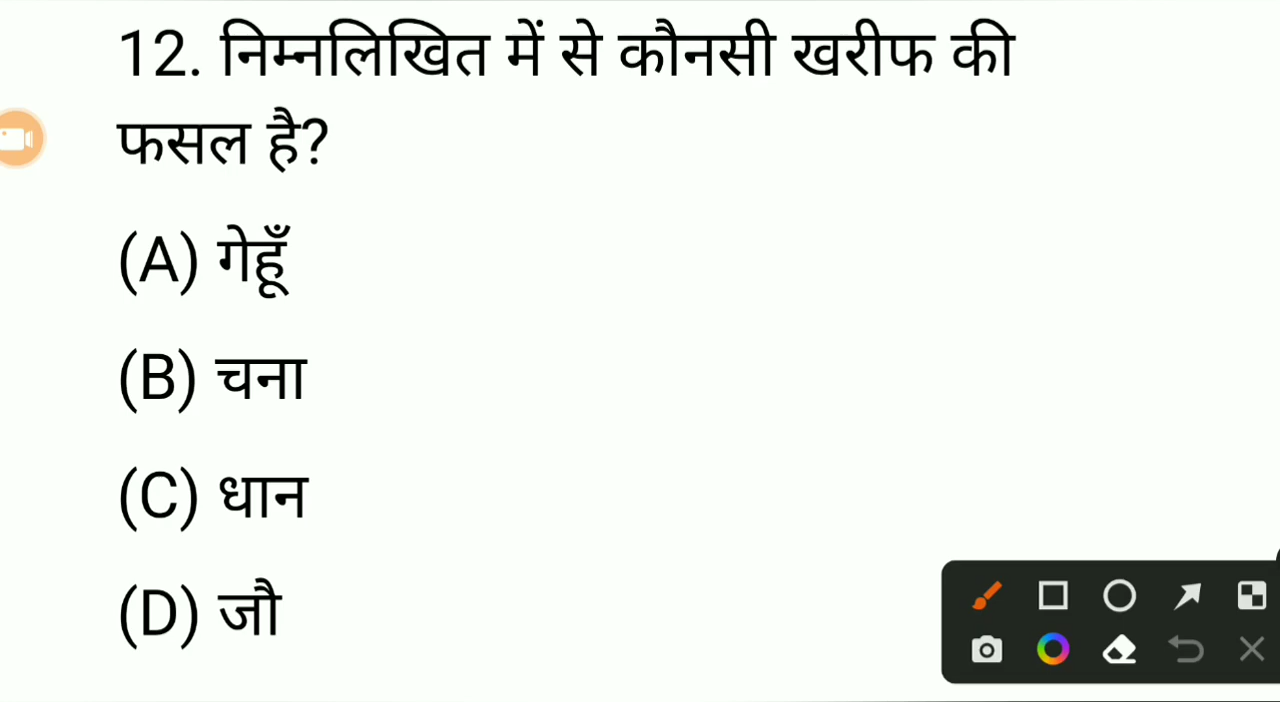 12. निम्नलिखित में से कौनसी खरीफ की
फसल है?
(A) गेहूँ
(B) चना
(C) धान
(D) जौ